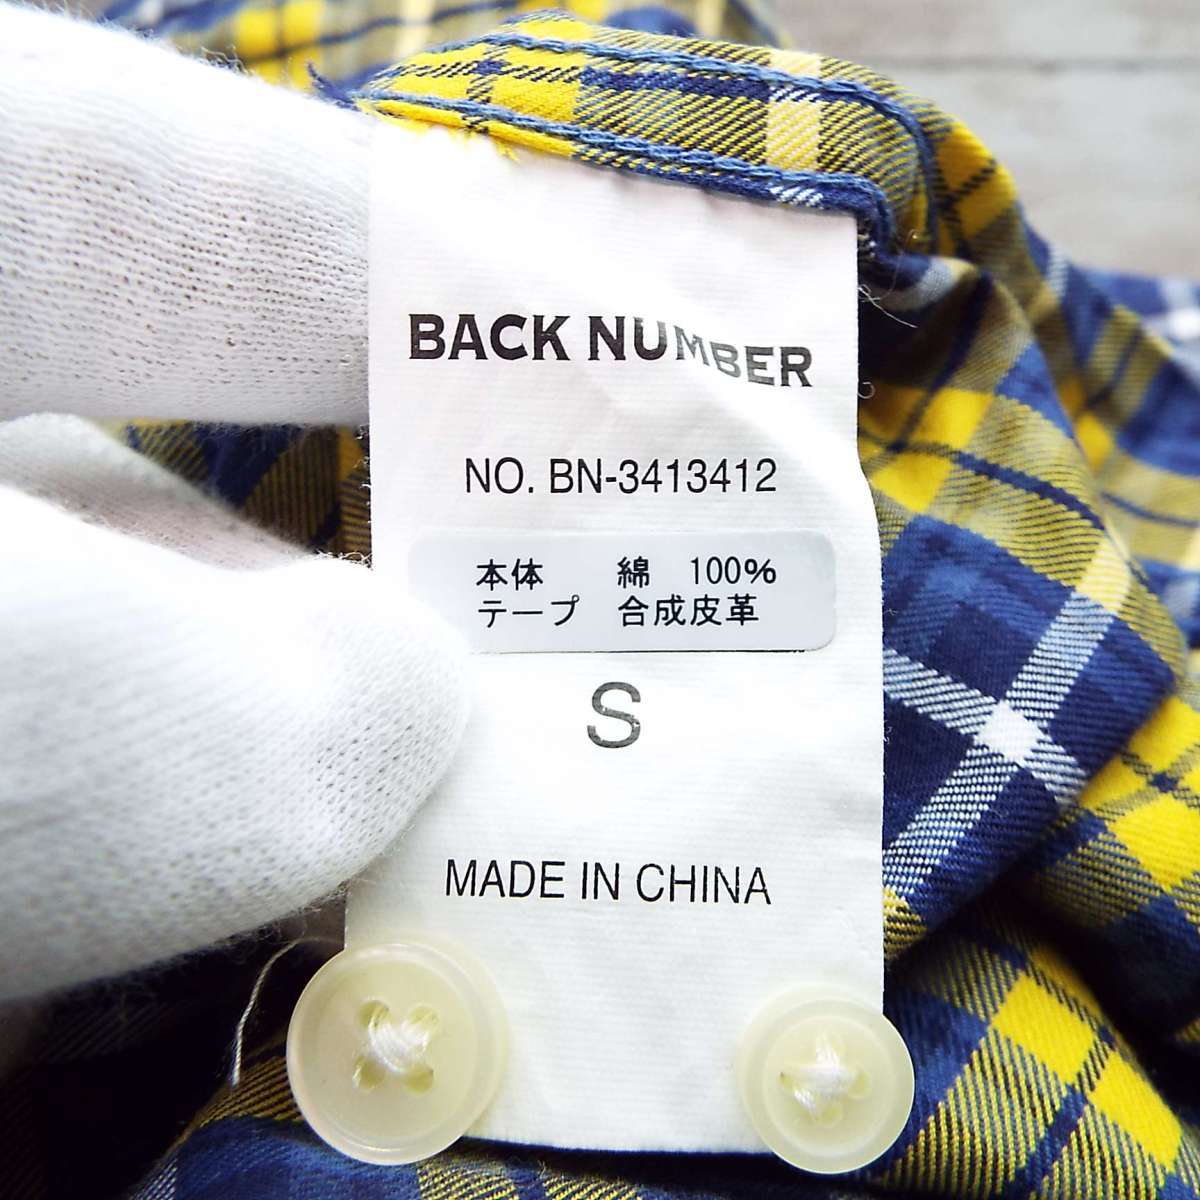 BACK NUMBER
NO. BN-3413412
本体 綿 100%
テープ 合成皮革
S
MADE IN CHINA